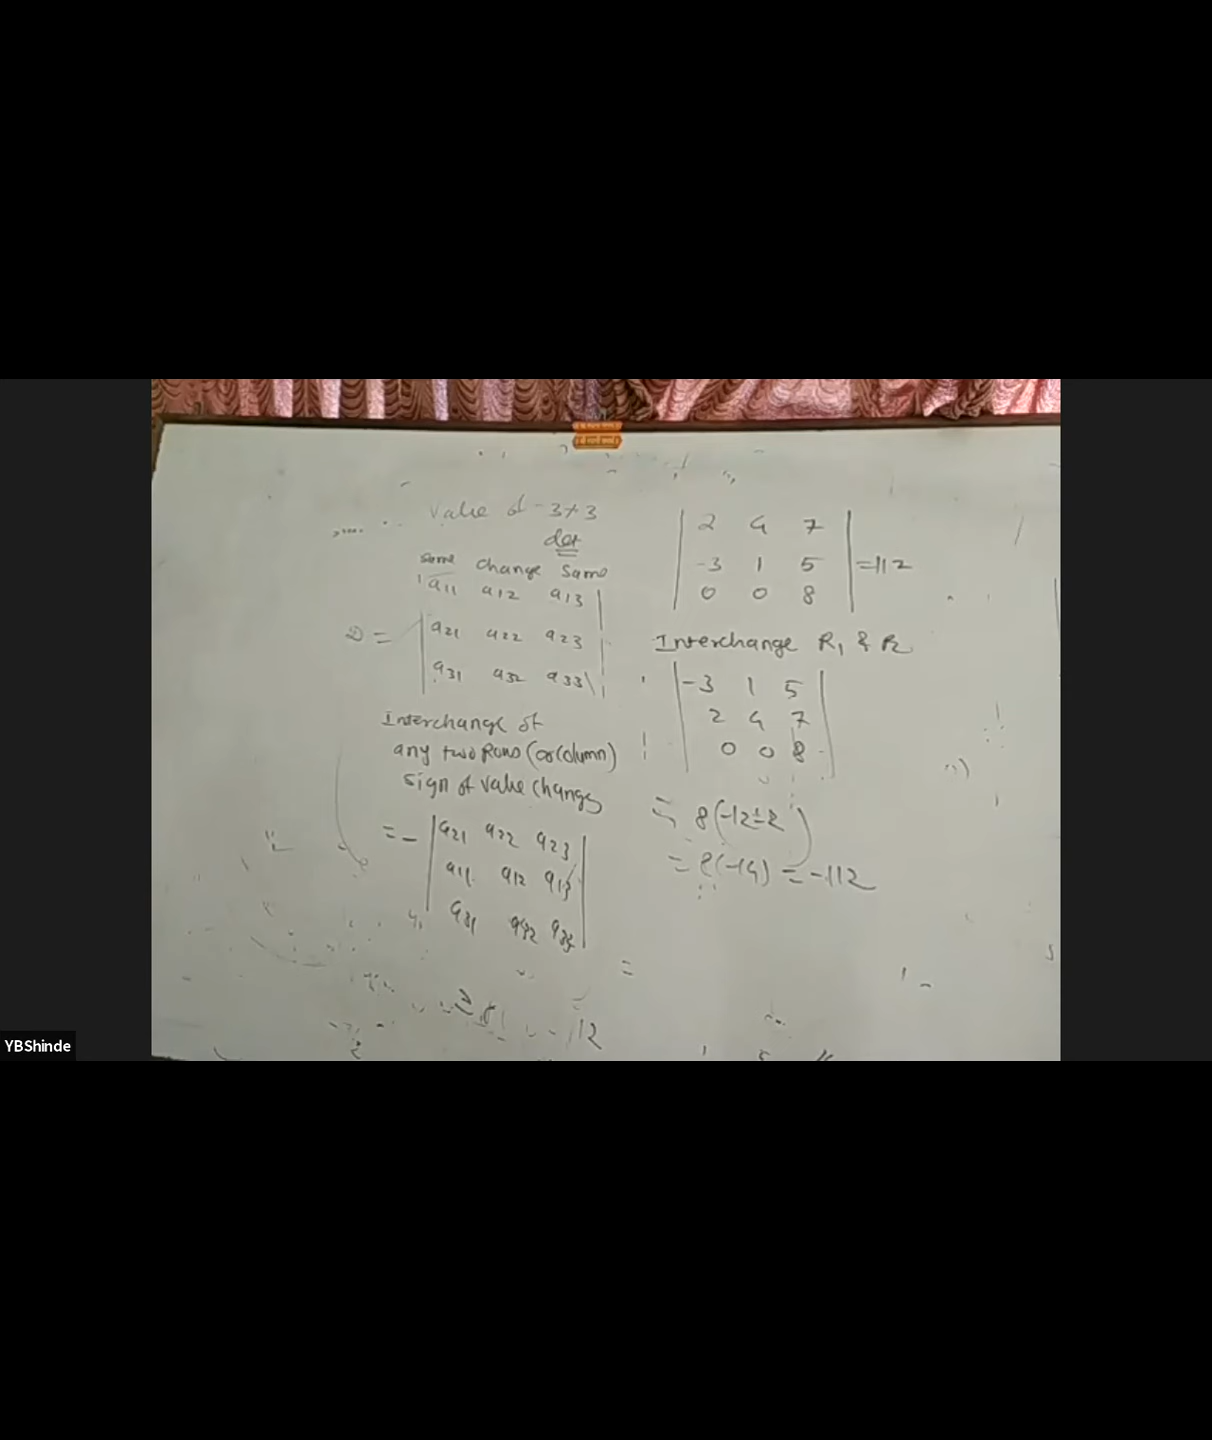 Value of 3×3
det
same change same
a11 a12 a13
D = a21 a22 a23
a31 a32 a33
Interchange of
any two Rows (or column)
sign of value changes
= - a21 a22 a23
a11 a12 a13
a31 a32 a33
2 4 7
-3 1 5 =112
0 0 8
Interchange R1 & R2
-3 1 5
2 4 7
0 0 8
= 8(-12-2)
= 8(-14) = -112
=
12
YBShinde